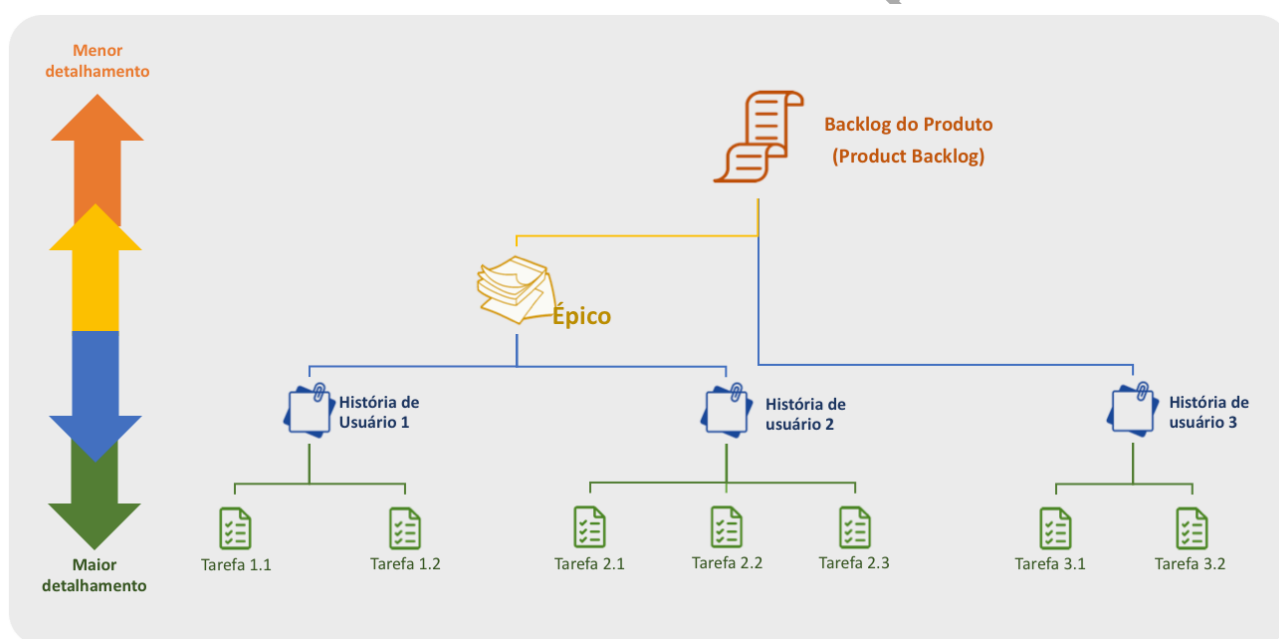 Menor
detalhamento
Backlog do Produto
(Product Backlog)
Épico
História de
Usuário 1
História de
usuário 2
História de
usuário 3
Tarefa 1.1
Tarefa 1.2
Tarefa 2.1
Tarefa 2.2
Tarefa 2.3
Tarefa 3.1
Tarefa 3.2
Maior
detalhamento